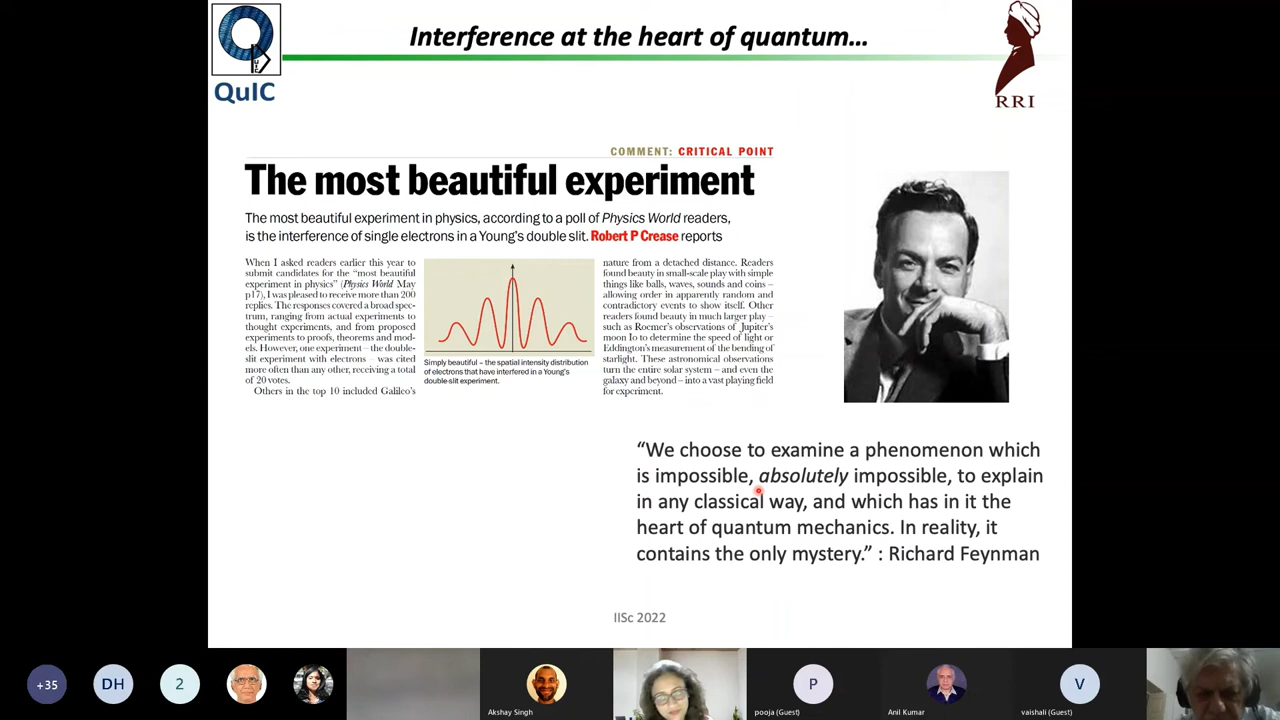 Interference at the heart of quantum...
QuIC
RRI
COMMENT: CRITICAL POINT
The most beautiful experiment
The most beautiful experiment in physics, according to a poll of Physics World readers,
is the interference of single electrons in a Young's double slit. Robert P Crease reports
When I asked readers earlier this year to
submit candidates for the "most beautiful
experiment in physics" (Physics World May
p17), I was pleased to receive more than 200
replies. The responses covered a broad spec-
trum, ranging from actual experiments to
thought experiments, and from proposed
experiments to proofs, theorems and mod-
els. However, one experiment – the double-
slit experiment with electrons – was cited
more often than any other, receiving a total
of 20 votes.
Others in the top 10 included Galileo's
Simply beautiful – the spatial intensity distribution
of electrons that have interfered in a Young's
double-slit experiment.
nature from a detached distance. Readers
found beauty in small-scale play with simple
things like balls, waves, sounds and coins –
allowing order in apparently random and
contradictory events to show itself. Other
readers found beauty in much larger play –
such as Roemer's observations of Jupiter's
moon Io to determine the speed of light or
Eddington's measurement of the bending of
starlight. These astronomical observations
turn the entire solar system – and even the
galaxy and beyond – into a vast playing field
for experiment.
“We choose to examine a phenomenon which
is impossible, absolutely impossible, to explain
in any classical way, and which has in it the
heart of quantum mechanics. In reality, it
contains the only mystery.” : Richard Feynman
IISc 2022
+35
DH
2
Akshay Singh
P
pooja (Guest)
Anil Kumar
V
vaishali (Guest)